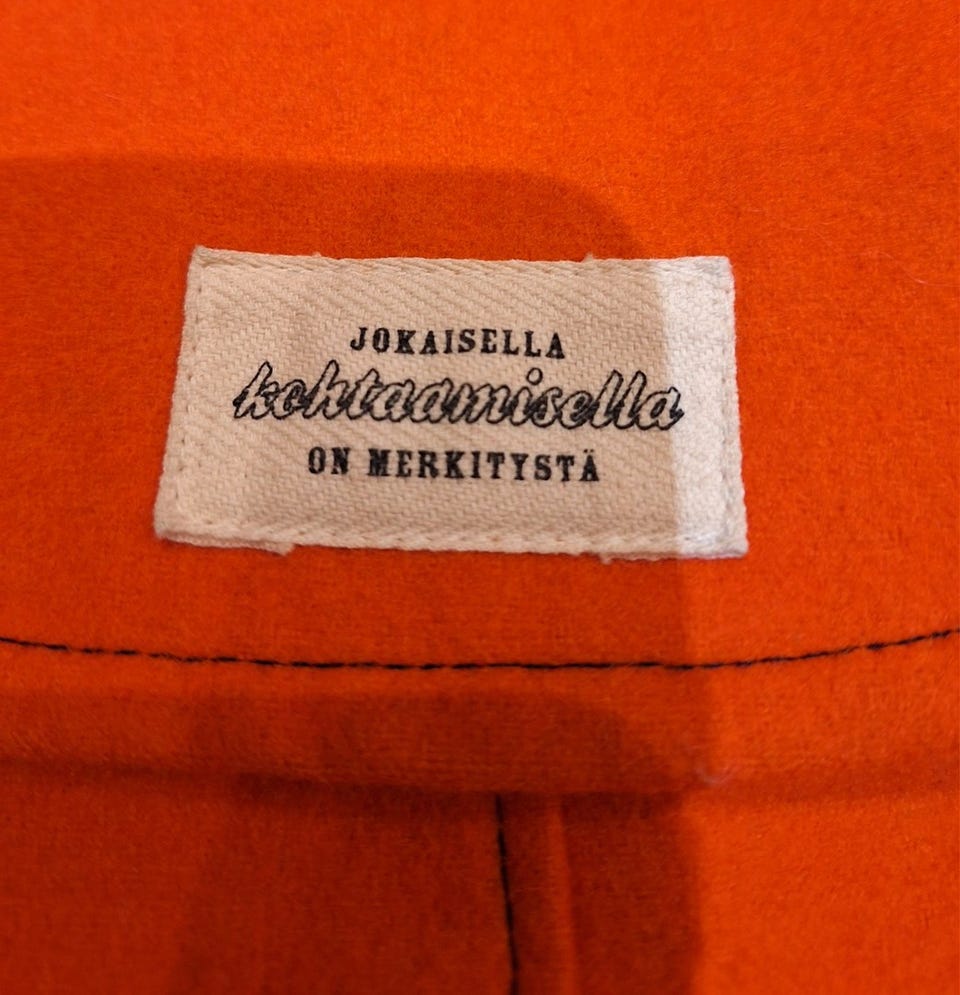 JOKAISELLA
kohtaamisella
ON MERKITYSTÄ